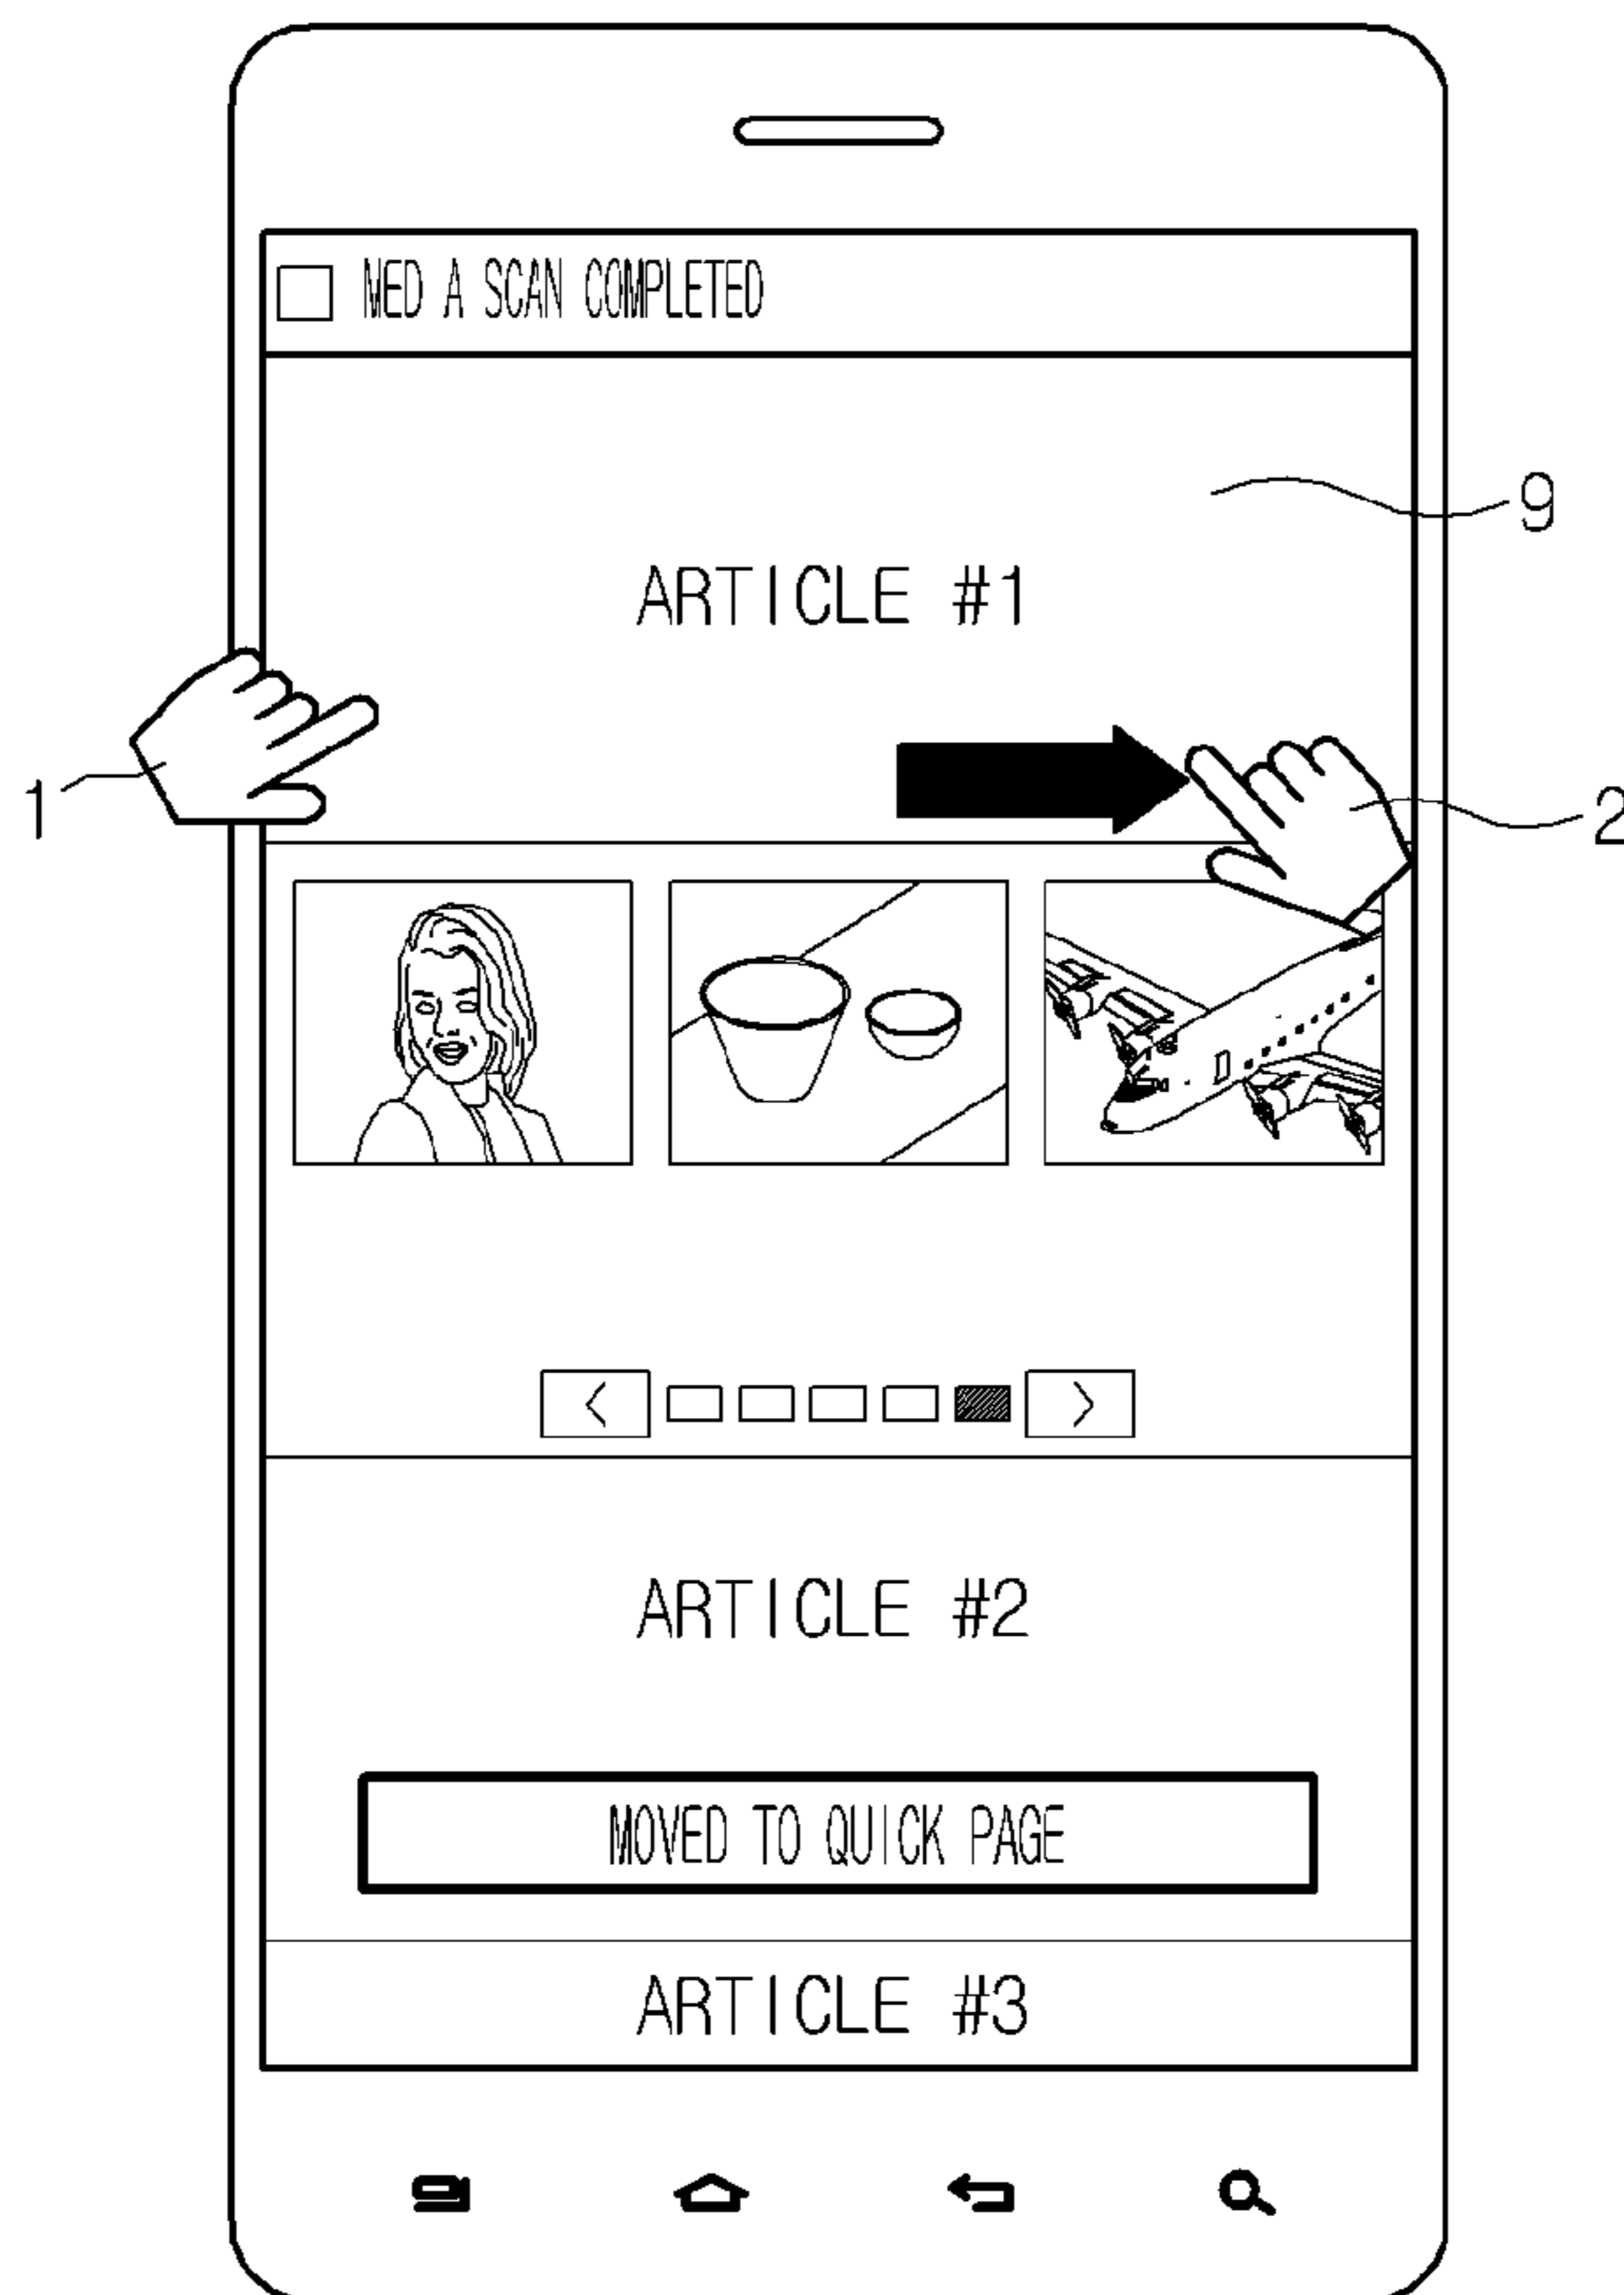 MED A SCAN COMPLETED
9
ARTICLE #1
1
2
< >
ARTICLE #2
MOVED TO QUICK PAGE
ARTICLE #3